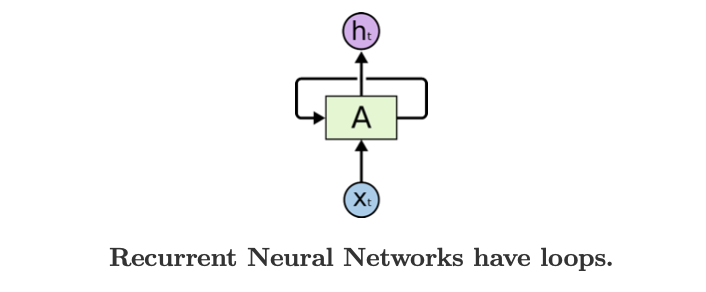 hₜ
A
xₜ
Recurrent Neural Networks have loops.